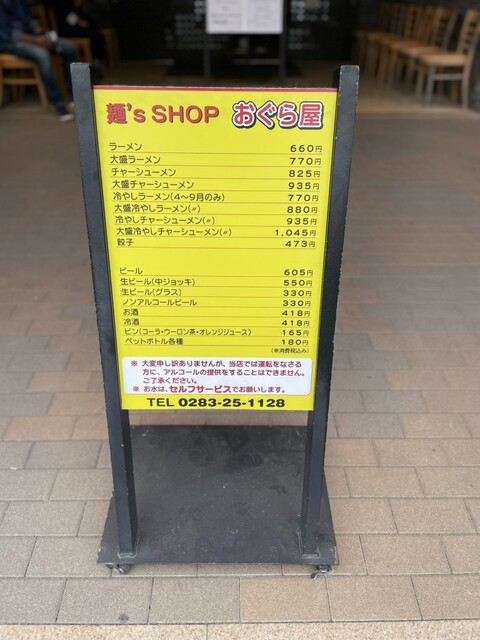 麺's SHOP おぐら屋
ラーメン 660円
大盛ラーメン 770円
チャーシューメン 825円
大盛チャーシューメン 935円
冷やしラーメン(4〜9月のみ) 770円
大盛冷やしラーメン(〃) 880円
冷やしチャーシューメン(〃) 935円
大盛冷やしチャーシューメン(〃) 1,045円
餃子 473円
ビール 605円
生ビール(中ジョッキ) 550円
生ビール(グラス) 330円
ノンアルコールビール 330円
お酒 418円
冷酒 418円
ビン(コーラ・ウーロン茶・オレンジジュース) 165円
ペットボトル各種 180円
(※消費税込み)
※ 大変申し訳ありませんが、当店では運転をなさる
方に、アルコールの提供をすることはできません。
ご了承ください。
※ お水は、セルフサービスでお願いします。
TEL 0283-25-1128